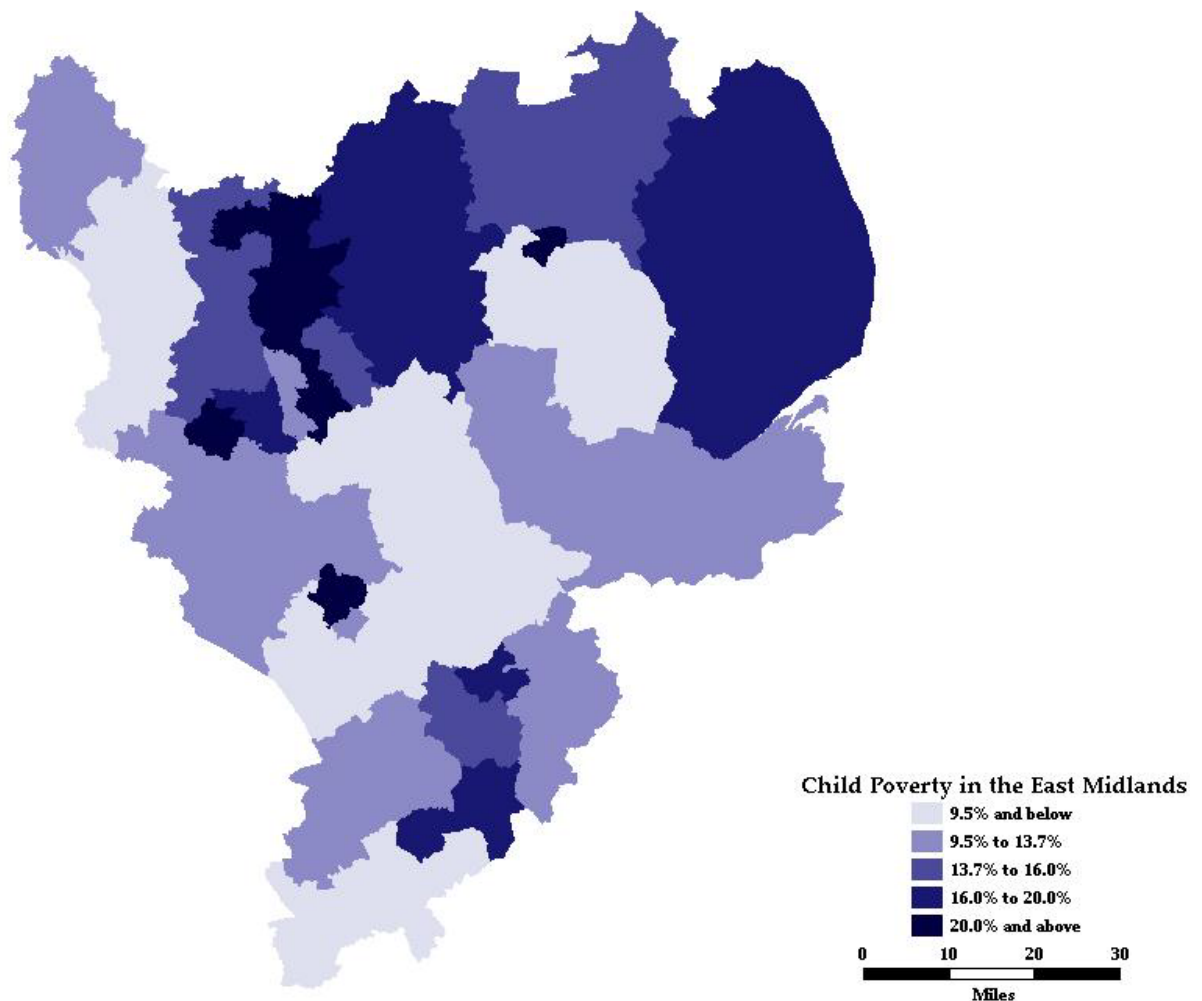 Child Poverty in the East Midlands
9.5% and below
9.5% to 13.7%
13.7% to 16.0%
16.0% to 20.0%
20.0% and above
0 10 20 30
Miles